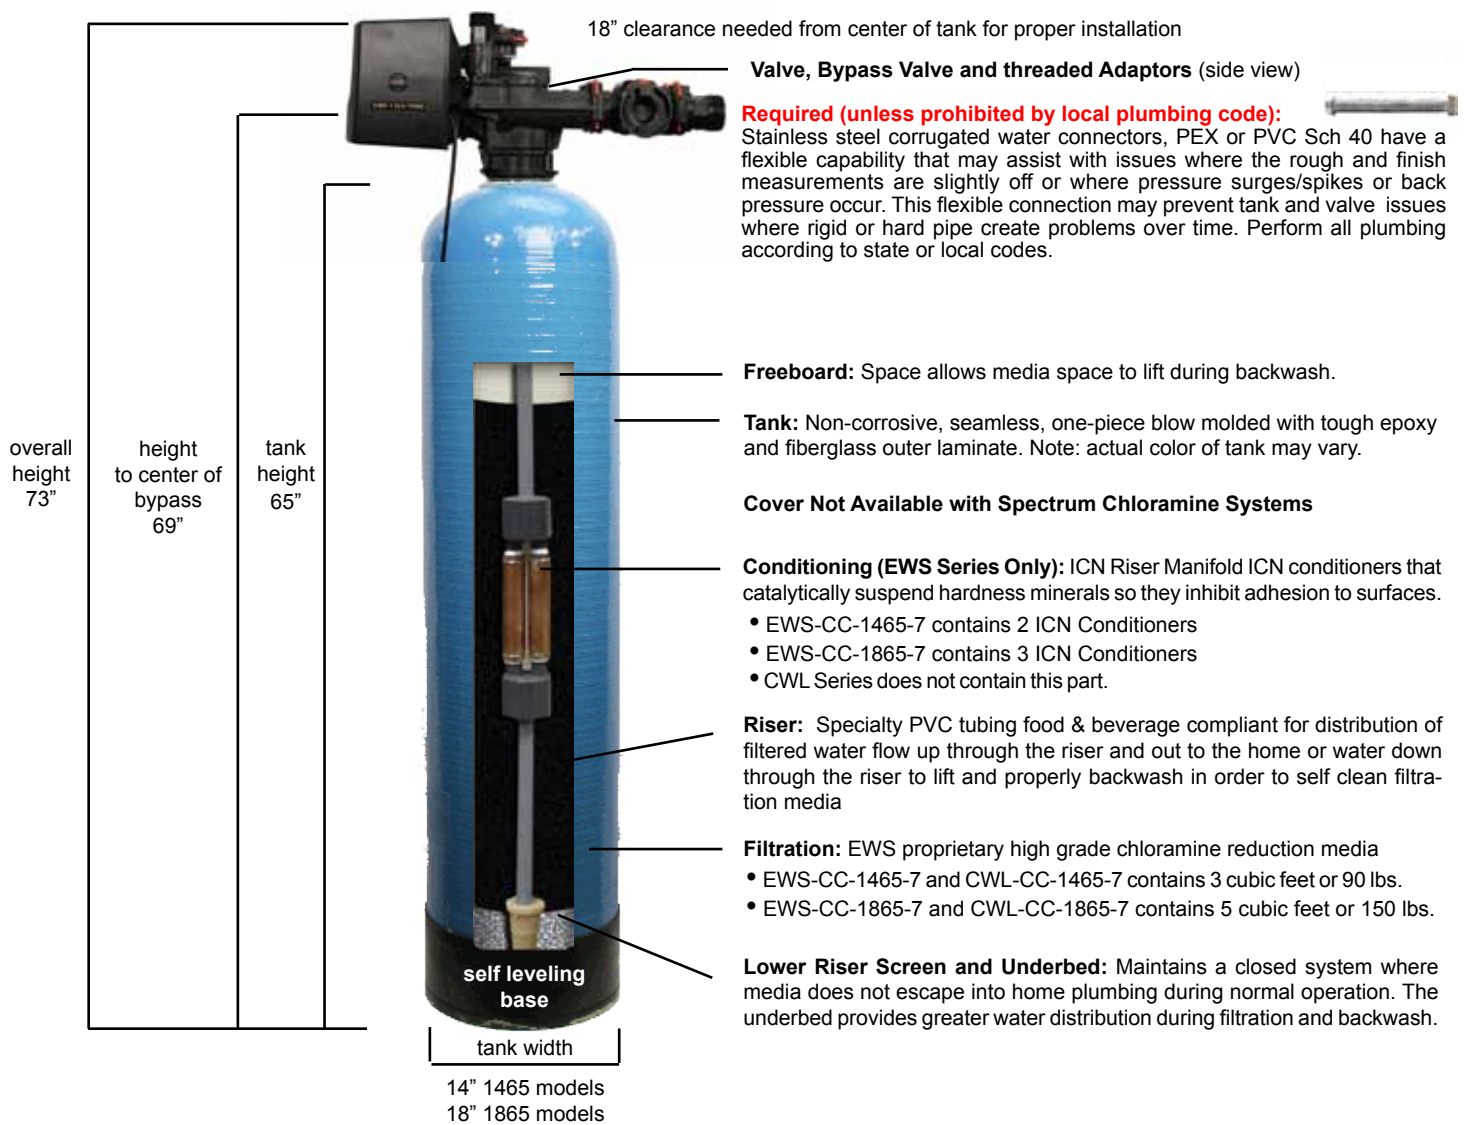 18” clearance needed from center of tank for proper installation
Valve, Bypass Valve and threaded Adaptors (side view)
Required (unless prohibited by local plumbing code):
Stainless steel corrugated water connectors, PEX or PVC Sch 40 have a
flexible capability that may assist with issues where the rough and finish
measurements are slightly off or where pressure surges/spikes or back
pressure occur. This flexible connection may prevent tank and valve issues
where rigid or hard pipe create problems over time. Perform all plumbing
according to state or local codes.
Freeboard: Space allows media space to lift during backwash.
Tank: Non-corrosive, seamless, one-piece blow molded with tough epoxy
and fiberglass outer laminate. Note: actual color of tank may vary.
overall
height
73”
height
to center of
bypass
69”
tank
height
65”
Cover Not Available with Spectrum Chloramine Systems
Conditioning (EWS Series Only): ICN Riser Manifold ICN conditioners that
catalytically suspend hardness minerals so they inhibit adhesion to surfaces.
• EWS-CC-1465-7 contains 2 ICN Conditioners
• EWS-CC-1865-7 contains 3 ICN Conditioners
• CWL Series does not contain this part.
Riser: Specialty PVC tubing food & beverage compliant for distribution of
filtered water flow up through the riser and out to the home or water down
through the riser to lift and properly backwash in order to self clean filtra-
tion media
Filtration: EWS proprietary high grade chloramine reduction media
• EWS-CC-1465-7 and CWL-CC-1465-7 contains 3 cubic feet or 90 lbs.
• EWS-CC-1865-7 and CWL-CC-1865-7 contains 5 cubic feet or 150 lbs.
Lower Riser Screen and Underbed: Maintains a closed system where
media does not escape into home plumbing during normal operation. The
underbed provides greater water distribution during filtration and backwash.
self leveling
base
tank width
14” 1465 models
18” 1865 models